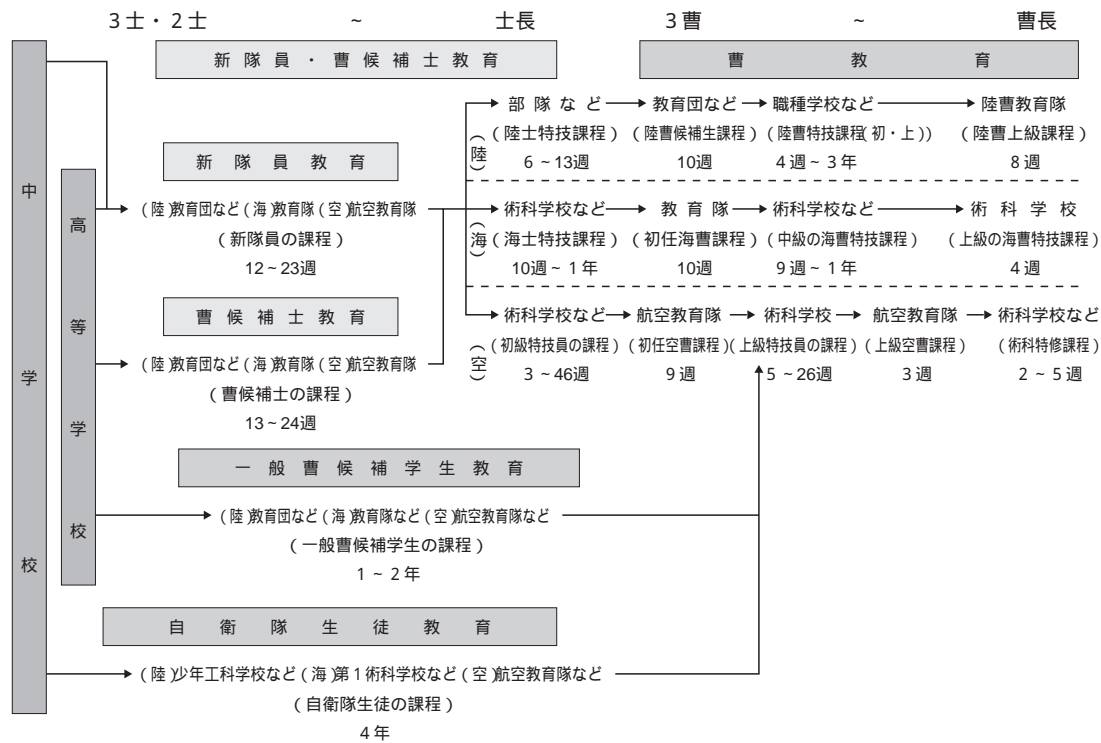 3士・2士 ~ 士長 3曹 ~ 曹長
新隊員・曹候補士教育
曹教育
中学校
高等学校
新隊員教育
(陸)教育団など(海)教育隊(空)航空教育隊
(新隊員の課程)
12~23週
曹候補士教育
(陸)教育団など(海)教育隊(空)航空教育隊
(曹候補士の課程)
13~24週
(陸)
部隊など 教育団など 職種学校など 陸曹教育隊
(陸士特技課程) (陸曹候補生課程) (陸曹特技課程(初・上)) (陸曹上級課程)
6~13週 10週 4週~3年 8週
(海)
術科学校など 教育隊 術科学校など 術科学校
(海士特技課程) (初任海曹課程) (中級の海曹特技課程) (上級の海曹特技課程)
10週~1年 10週 9週~1年 4週
(空)
術科学校など 航空教育隊 術科学校 航空教育隊 術科学校など
(初級特技員の課程) (初任空曹課程) (上級特技員の課程) (上級空曹課程) (術科特修課程)
3~46週 9週 5~26週 3週 2~5週
一般曹候補学生教育
(陸)教育団など(海)教育隊など(空)航空教育隊など
(一般曹候補学生の課程)
1~2年
自衛隊生徒教育
(陸)少年工科学校など(海)第1術科学校など(空)航空教育隊など
(自衛隊生徒の課程)
4年